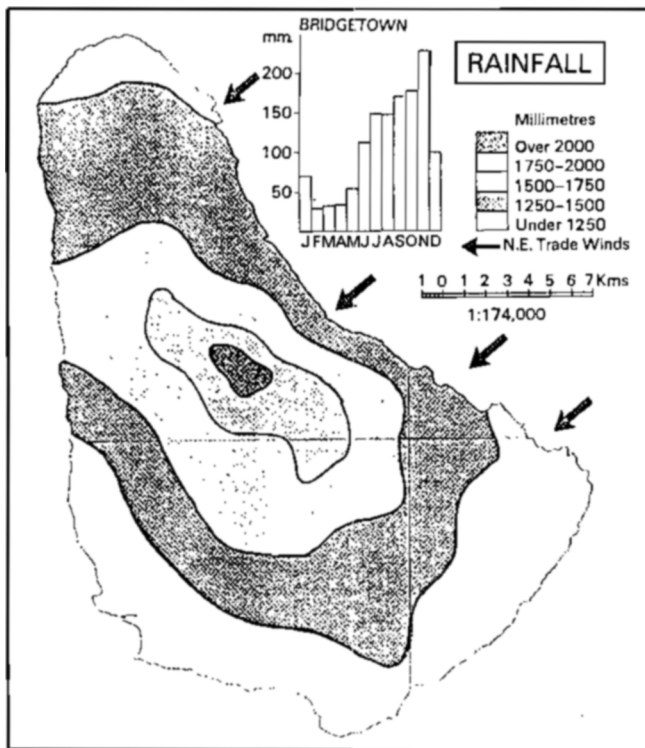 BRIDGETOWN
mm.
200
150
100
50
J F M A M J J A S O N D
RAINFALL
Millimetres
Over 2000
1750-2000
1500-1750
1250-1500
Under 1250
N.E. Trade Winds
1 0 1 2 3 4 5 6 7 Kms
1:174,000